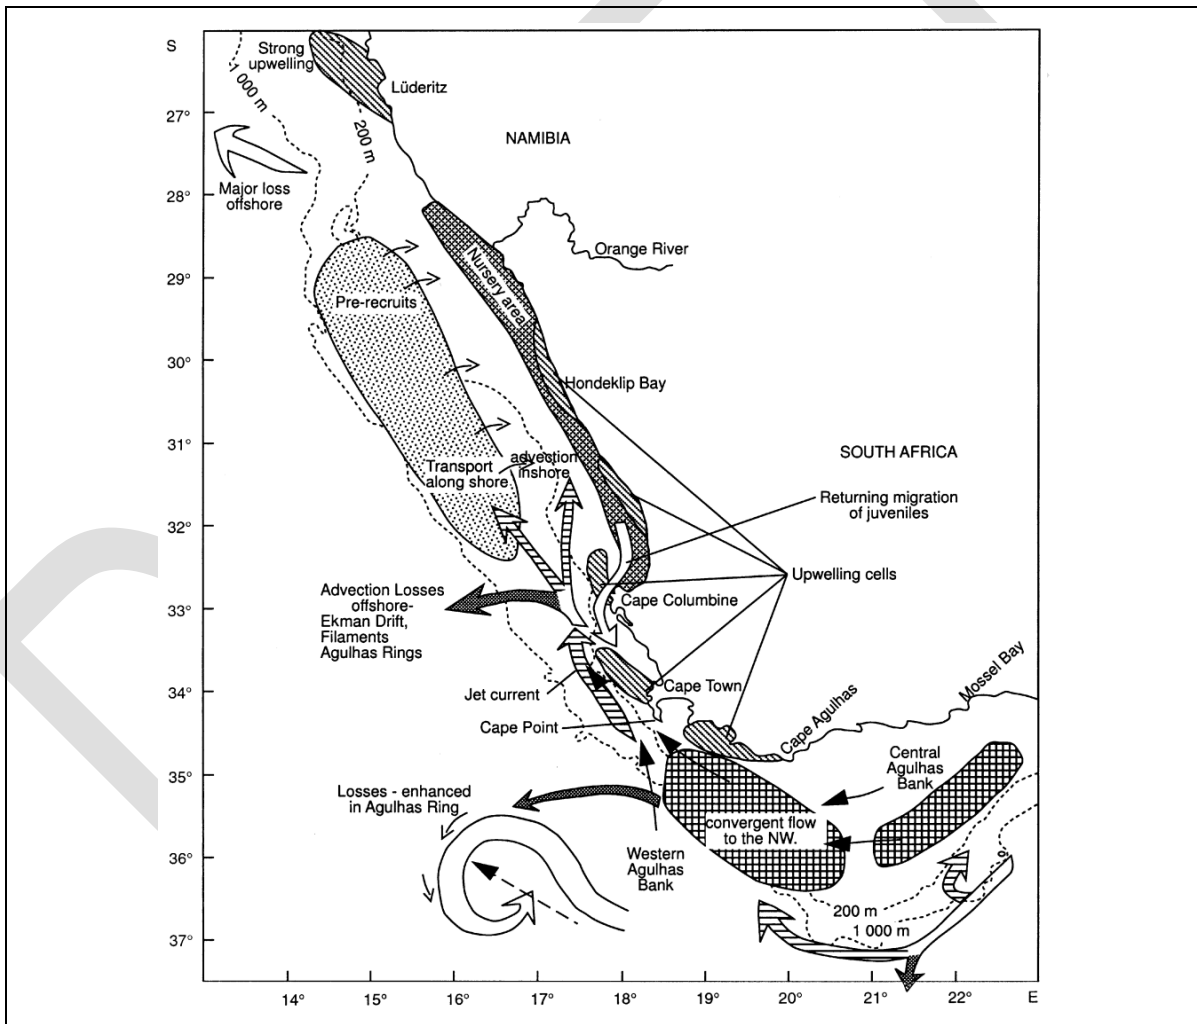 S
Strong
upwelling
1 000 m
Lüderitz
27°
200 m
NAMIBIA
Major loss
offshore
28°
Orange River
Nursery area
29°
Pre-recruits
30°
Hondeklip Bay
31°
SOUTH AFRICA
advection
inshore
Transport
along shore
Returning migration
of juveniles
32°
Upwelling cells
Advection Losses
offshore-
Ekman Drift,
Filaments
Agulhas Rings
Cape Columbine
33°
Mossel Bay
Jet current
Cape Town
34°
Cape Point
Cape Agulhas
35°
Central
Agulhas
Bank
Losses - enhanced
in Agulhas Ring
convergent flow
to the NW.
36°
Western
Agulhas
Bank
200 m
1 000 m
37°
14°
15°
16°
17°
18°
19°
20°
21°
22°
E